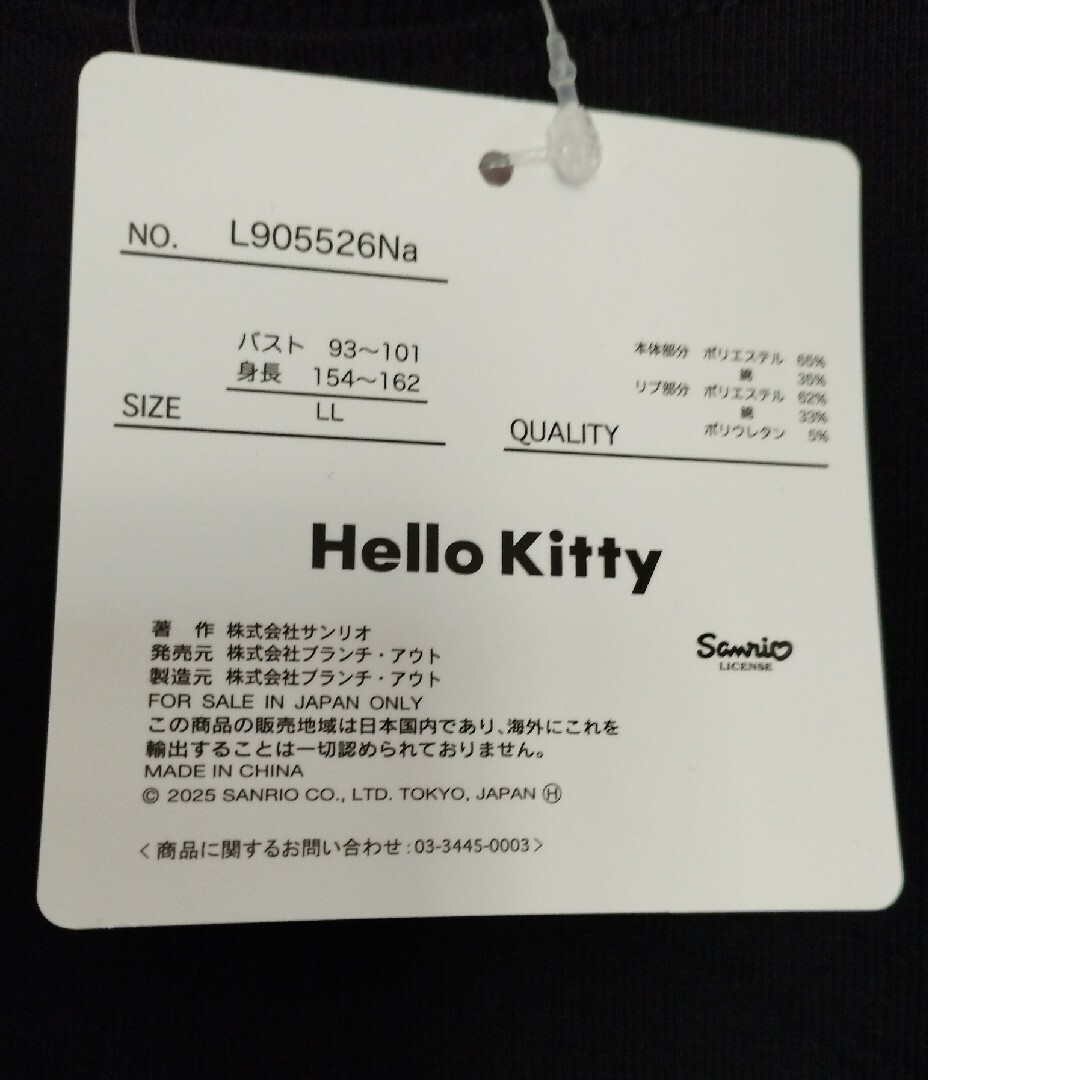 NO. L905526Na
バスト 93～101
身長 154～162
SIZE LL
本体部分 ポリエステル 65%
綿 35%
リブ部分 ポリエステル 62%
綿 33%
ポリウレタン 5%
QUALITY
Hello Kitty
著 作 株式会社サンリオ
発売元 株式会社ブランチ・アウト
製造元 株式会社ブランチ・アウト
FOR SALE IN JAPAN ONLY
この商品の販売地域は日本国内であり、海外にこれを
輸出することは一切認められておりません。
MADE IN CHINA
© 2025 SANRIO CO., LTD. TOKYO, JAPAN Ⓗ
Sanrio
LICENSE
<商品に関するお問い合わせ:03-3445-0003>